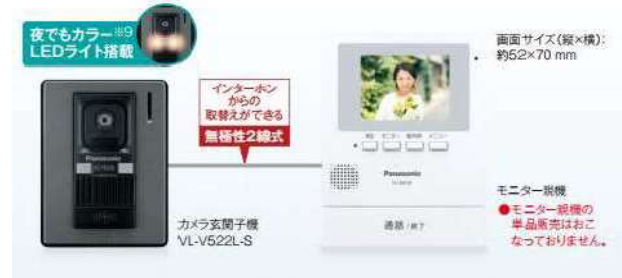 夜でもカラー※9
LEDライト搭載
インターホン
からの
取替えができる
無極性2線式
画面サイズ(縦×横):
約52×70 mm
Panasonic
Panasonic
モニター親機
●モニター親機の
単品販売はおこ
なっておりません。
カメラ玄関子機
VL-V522L-S
通話/終了